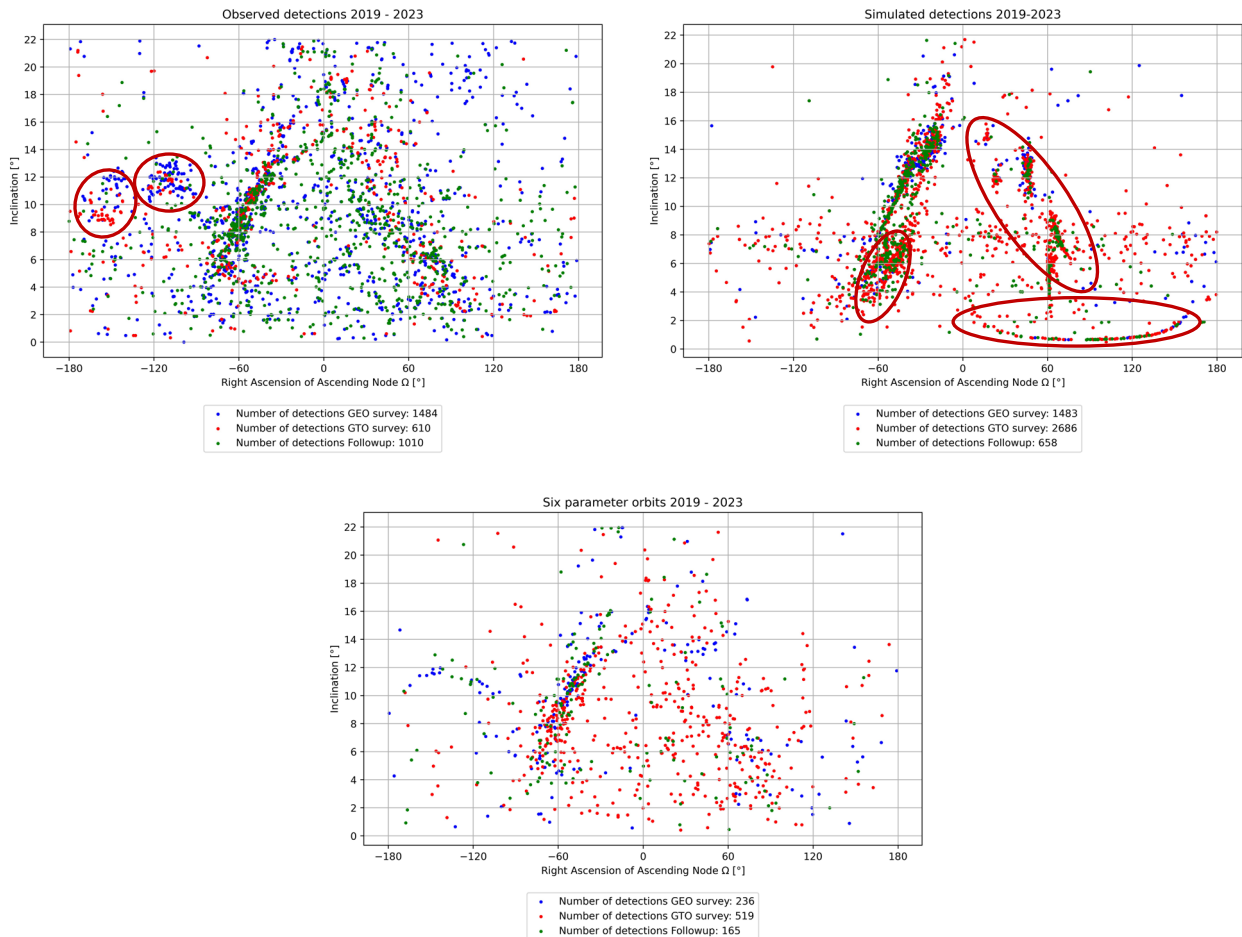 Observed detections 2019 - 2023
22
20
18
16
14
12
10
8
6
4
2
0
Inclination [°]
−180 −120 −60 0 60 120 180
Right Ascension of Ascending Node Ω [°]
Number of detections GEO survey: 1484
Number of detections GTO survey: 610
Number of detections Followup: 1010
Simulated detections 2019-2023
22
20
18
16
14
12
10
8
6
4
2
0
Inclination [°]
−180 −120 −60 0 60 120 180
Right Ascension of Ascending Node Ω [°]
Number of detections GEO survey: 1483
Number of detections GTO survey: 2686
Number of detections Followup: 658
Six parameter orbits 2019 - 2023
22
20
18
16
14
12
10
8
6
4
2
0
Inclination [°]
−180 −120 −60 0 60 120 180
Right Ascension of Ascending Node Ω [°]
Number of detections GEO survey: 236
Number of detections GTO survey: 519
Number of detections Followup: 165